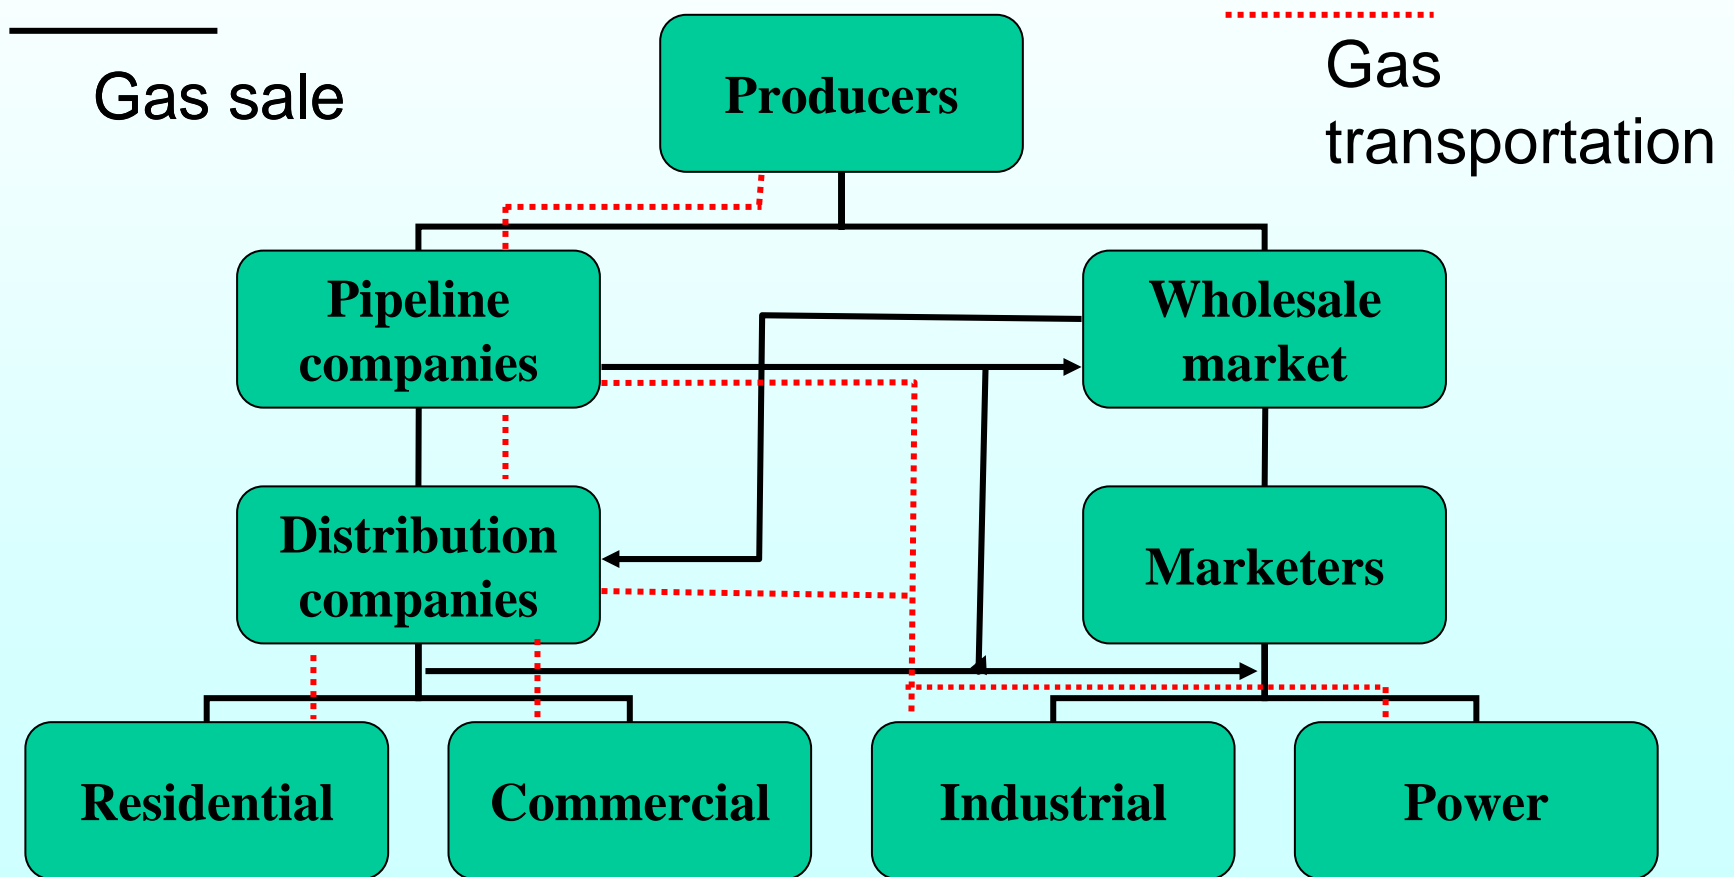 Gas sale
Producers
Gas
transportation
Pipeline
companies
Wholesale
market
Distribution
companies
Marketers
Residential
Commercial
Industrial
Power